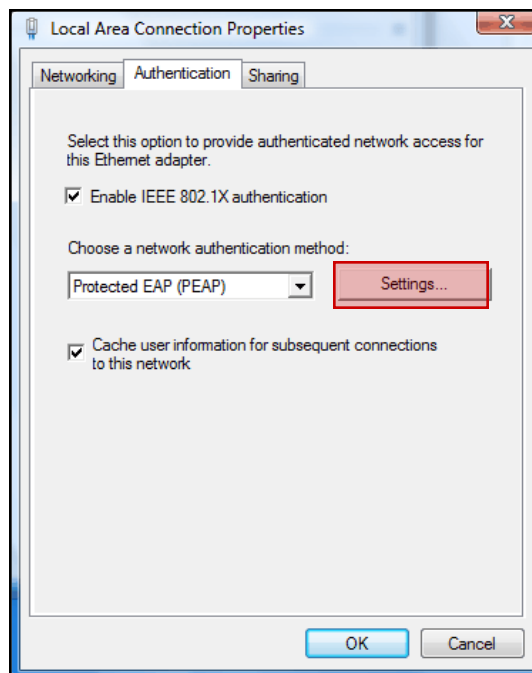 Local Area Connection Properties
X
Networking Authentication Sharing
Select this option to provide authenticated network access for
this Ethernet adapter.
Enable IEEE 802.1X authentication
Choose a network authentication method:
Protected EAP (PEAP) Settings...
Cache user information for subsequent connections
to this network
OK Cancel